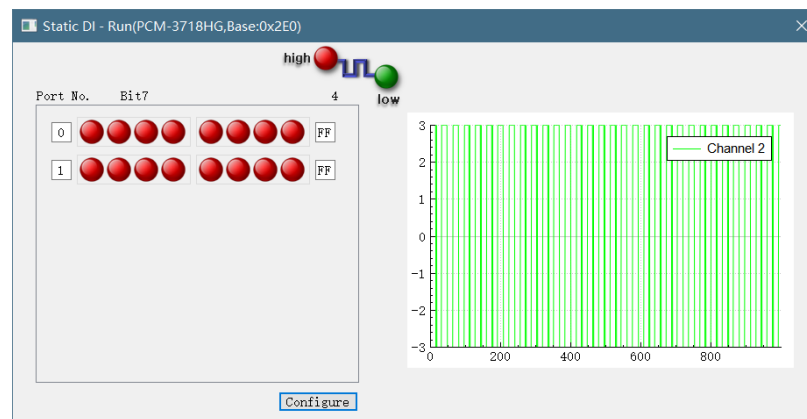 Static DI - Run(PCM-3718HG,Base:0x2E0)
high
low
Port No. Bit7 4
0 FF
1 FF
Configure
Channel 2
3
2
1
0
-1
-2
-3
0 200 400 600 800